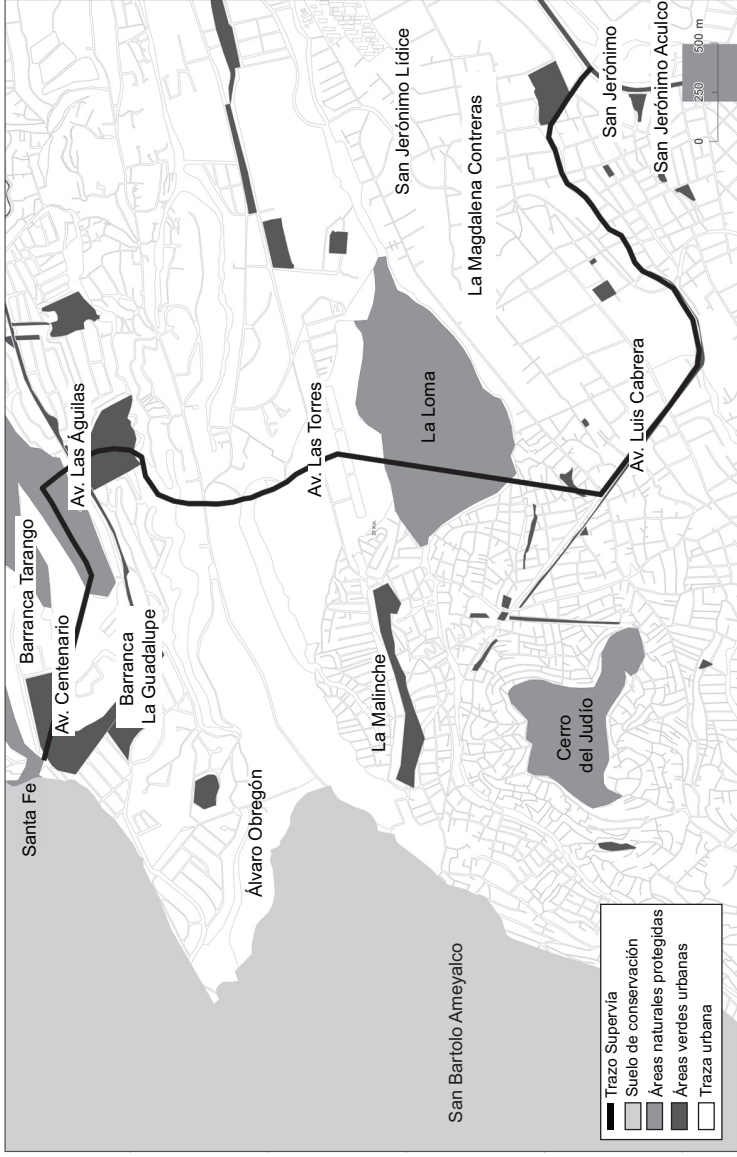 Santa Fe
Barranca Tarango
Av. Centenario
Av. Las Águilas
Barranca
La Guadalupe
Álvaro Obregón
Av. Las Torres
La Malinche
La Loma
San Jerónimo Lídice
La Magdalena Contreras
San Bartolo Ameyalco
Cerro
del Judío
Av. Luis Cabrera
San Jerónimo
San Jerónimo Aculco
0 250 500 m
Trazo Supervía
Suelo de conservación
Áreas naturales protegidas
Áreas verdes urbanas
Traza urbana